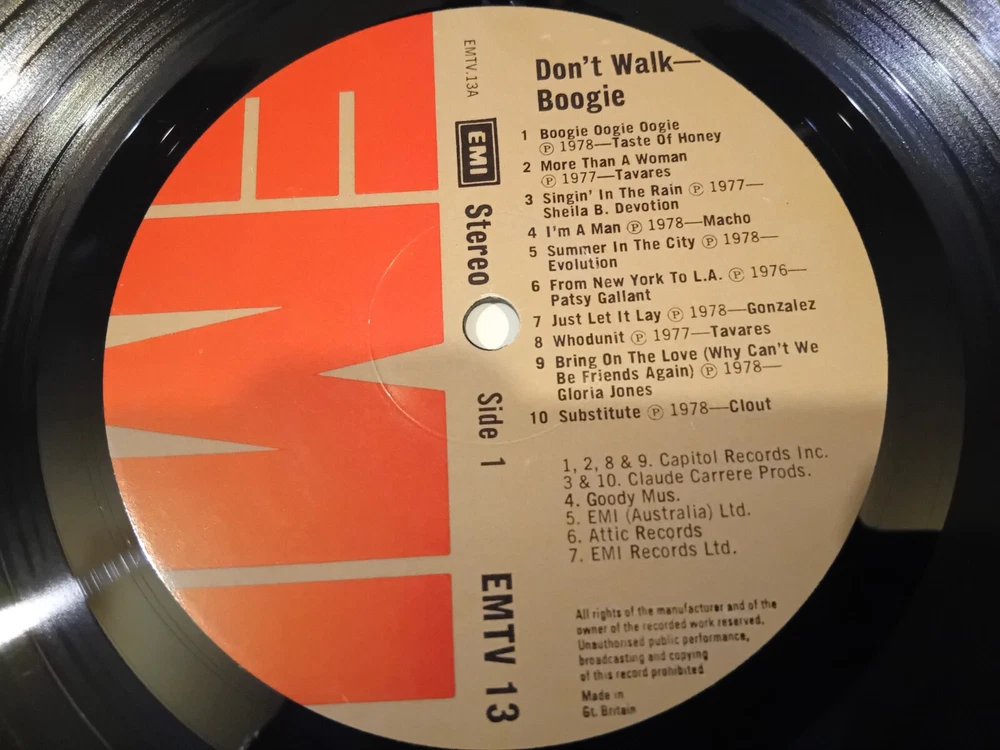 Don't Walk—
Boogie
1 Boogie Oogie Oogie
Ⓟ 1978—Taste Of Honey
2 More Than A Woman
Ⓟ 1977—Tavares
3 Singin' In The Rain Ⓟ 1977—
Sheila B. Devotion
4 I'm A Man Ⓟ 1978—Macho
5 Summer In The City Ⓟ 1978—
Evolution
6 From New York To L.A. Ⓟ 1976—
Patsy Gallant
7 Just Let It Lay Ⓟ 1978—Gonzalez
8 Whodunit Ⓟ 1977—Tavares
9 Bring On The Love (Why Can't We
Be Friends Again) Ⓟ 1978—
Gloria Jones
10 Substitute Ⓟ 1978—Clout
1, 2, 8 & 9. Capitol Records Inc.
3 & 10. Claude Carrere Prods.
4. Goody Mus.
5. EMI (Australia) Ltd.
6. Attic Records
7. EMI Records Ltd.
All rights of the manufacturer and of the
owner of the recorded work reserved.
Unauthorised public performance,
broadcasting and copying
of this record prohibited
Made in
Gt. Britain
EMTV.13A
EMI Stereo Side 1 EMTV 13
EMI